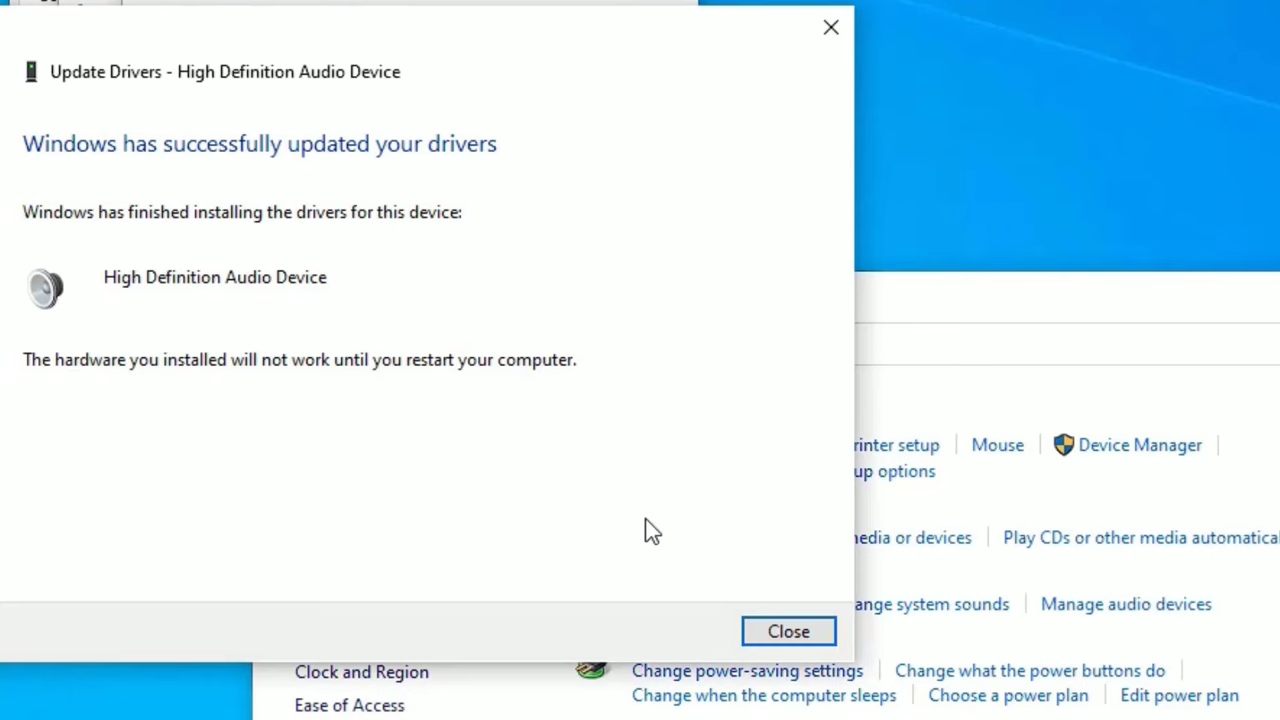 Update Drivers - High Definition Audio Device
Windows has successfully updated your drivers
Windows has finished installing the drivers for this device:
High Definition Audio Device
The hardware you installed will not work until you restart your computer.
rinter setup Mouse Device Manager
up options
nedia or devices Play CDs or other media automatica
ange system sounds Manage audio devices
Close
Clock and Region Change power-saving settings Change what the power buttons do
Change when the computer sleeps Choose a power plan Edit power plan
Ease of Access